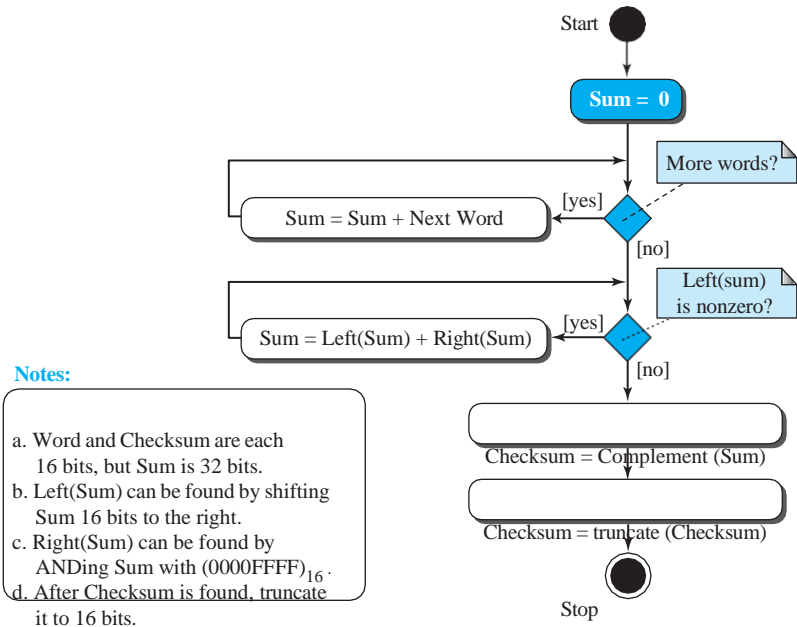 Start
Sum = 0
More words?
[yes]
Sum = Sum + Next Word
[no]
Left(sum)
is nonzero?
[yes]
Sum = Left(Sum) + Right(Sum)
[no]
Notes:
a. Word and Checksum are each
16 bits, but Sum is 32 bits.
b. Left(Sum) can be found by shifting
Sum 16 bits to the right.
c. Right(Sum) can be found by
ANDing Sum with (0000FFFF)16.
d. After Checksum is found, truncate
it to 16 bits.
Checksum = Complement (Sum)
Checksum = truncate (Checksum)
Stop